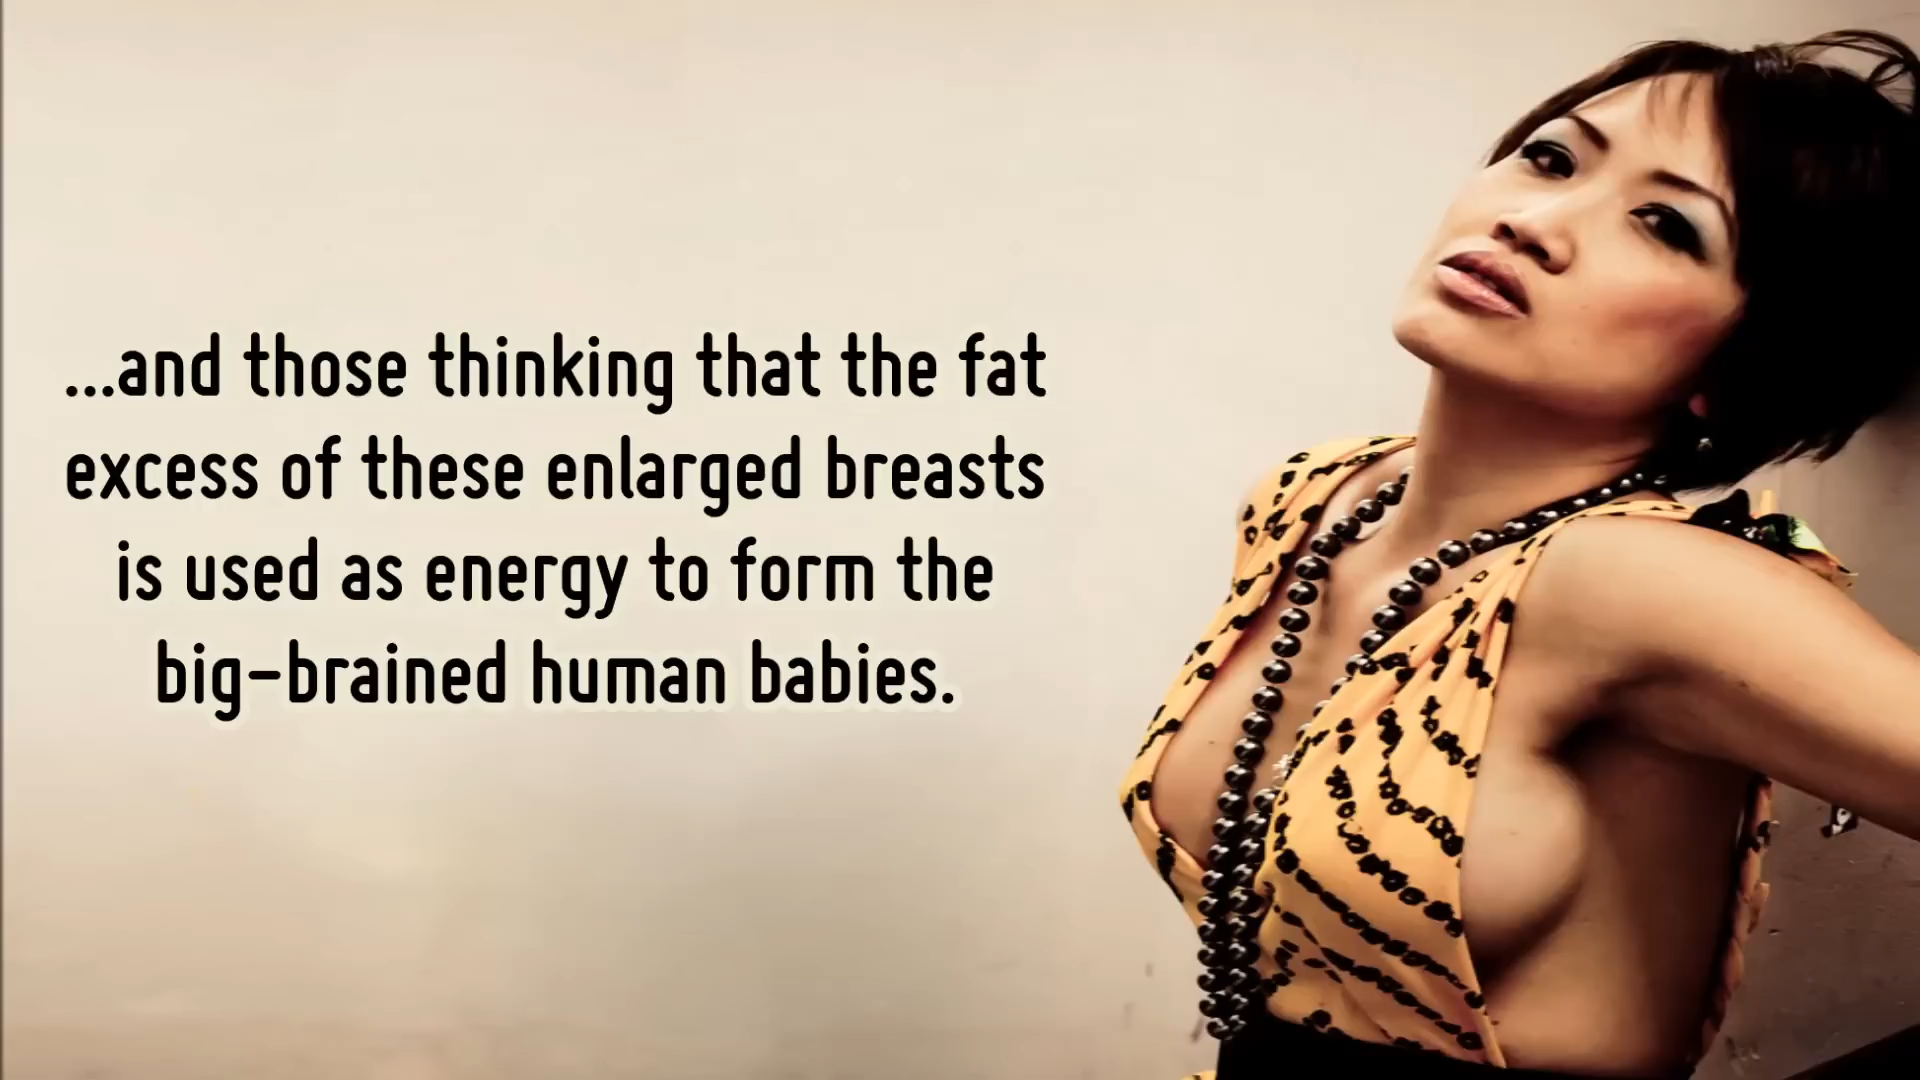 ...and those thinking that the fat
excess of these enlarged breasts
is used as energy to form the
big-brained human babies.